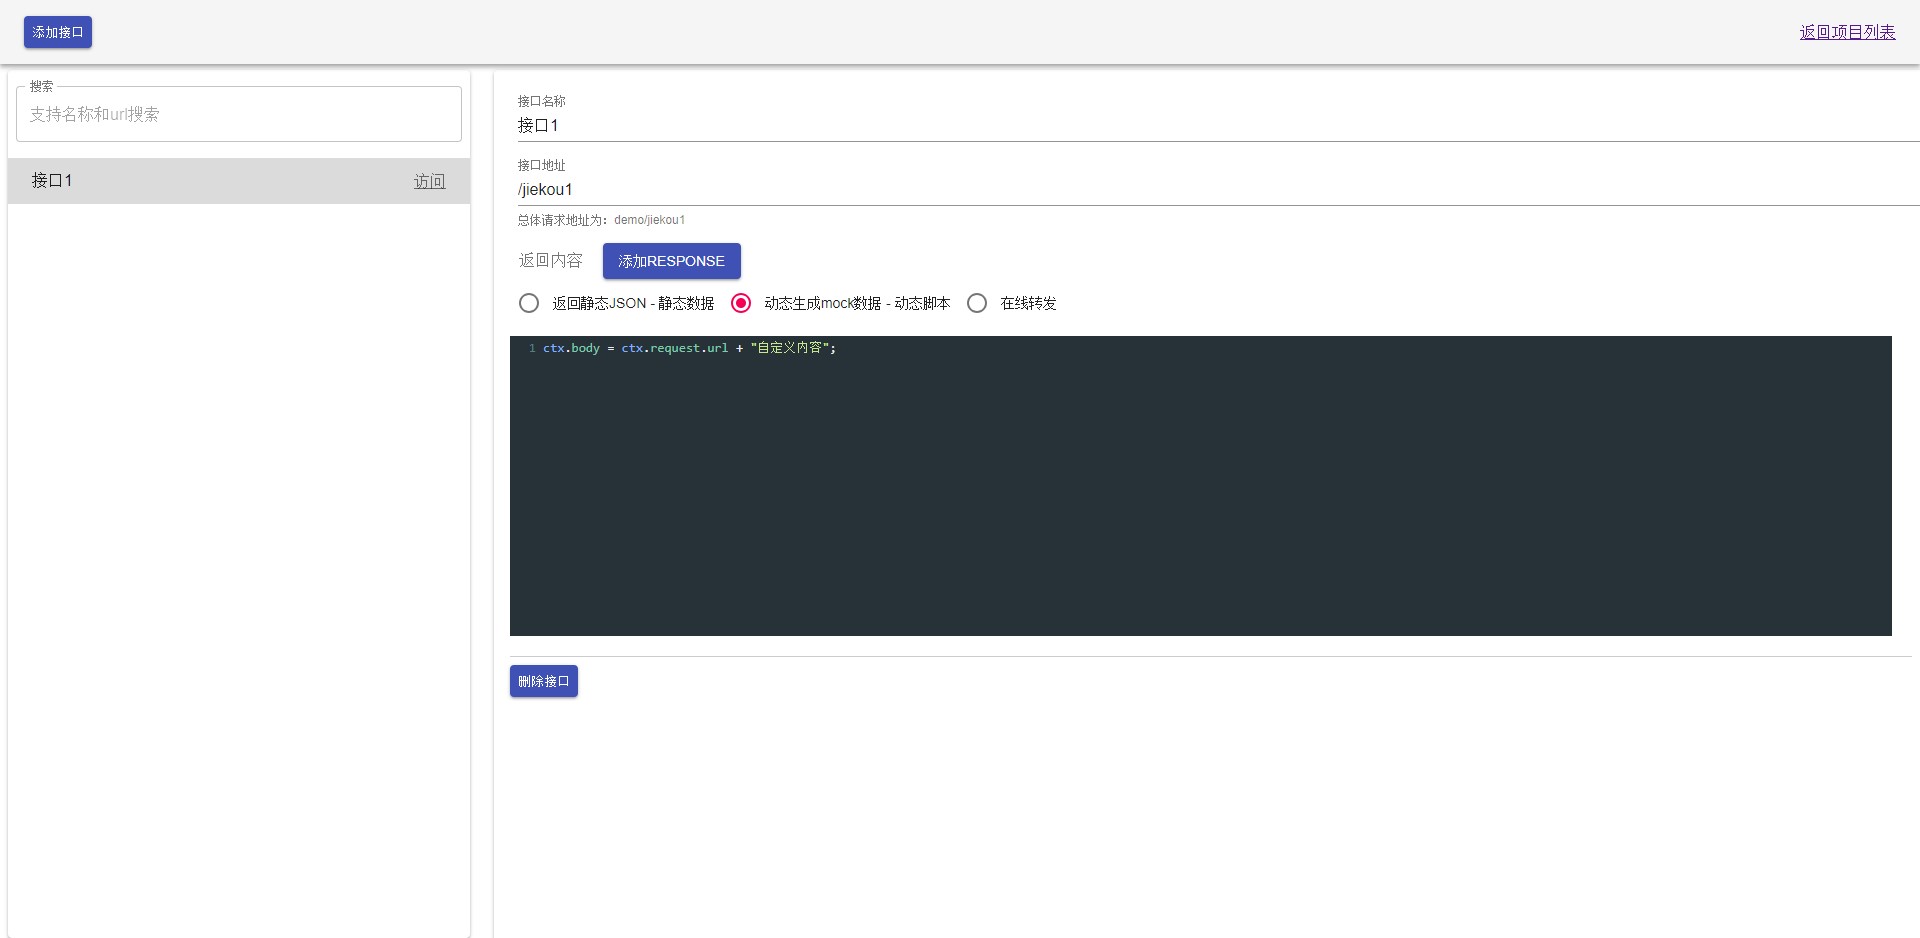 添加接口
返回项目列表
搜索
支持名称和url搜索
接口1
访问
接口名称
接口1
接口地址
/jiekou1
总体请求地址为：demo/jiekou1
返回内容
添加RESPONSE
返回静态JSON - 静态数据
动态生成mock数据 - 动态脚本
在线转发
1 ctx.body = ctx.request.url + "自定义内容";
删除接口